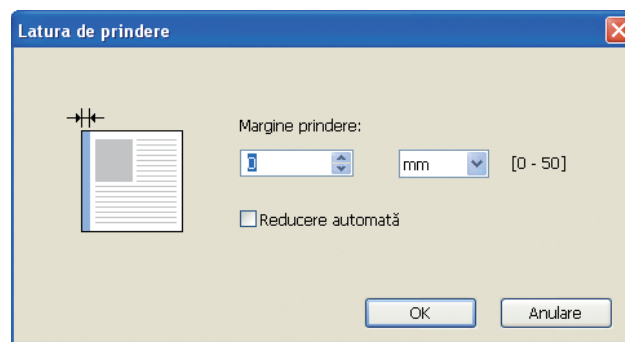 Latura de prindere
Margine prindere:
0 mm [0 - 50]
Reducere automată
OK Anulare